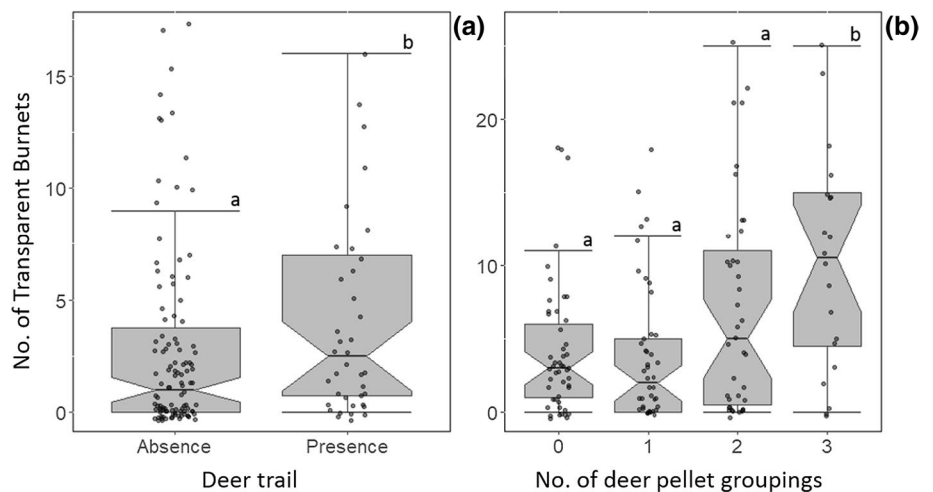 (a)
No. of Transparent Burnets
15
10
5
0
a
b
Absence
Presence
Deer trail
(b)
20
10
0
a
a
a
b
0
1
2
3
No. of deer pellet groupings